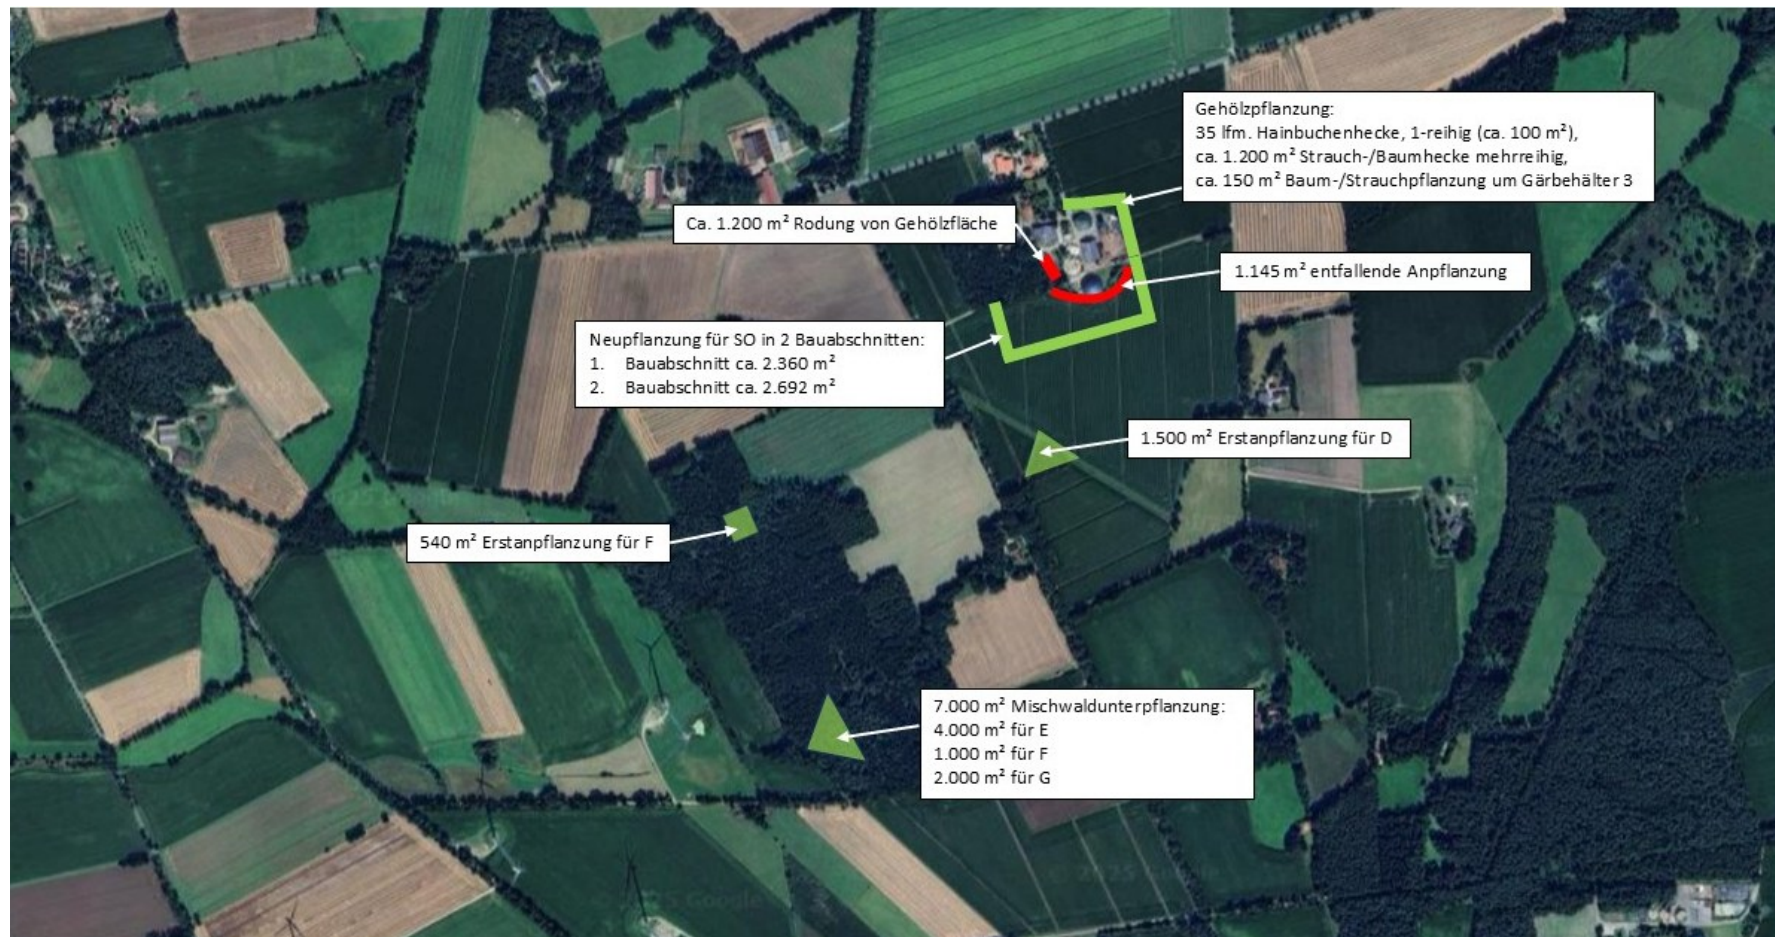 Gehölzpflanzung:
35 lfm. Hainbuchenhecke, 1-reihig (ca. 100 m²),
ca. 1.200 m² Strauch-/Baumhecke mehrreihig,
ca. 150 m² Baum-/Strauchpflanzung um Gärbehälter 3
Ca. 1.200 m² Rodung von Gehölzfläche
1.145 m² entfallende Anpflanzung
Neupflanzung für SO in 2 Bauabschnitten:
1. Bauabschnitt ca. 2.360 m²
2. Bauabschnitt ca. 2.692 m²
1.500 m² Erstanpflanzung für D
540 m² Erstanpflanzung für F
7.000 m² Mischwaldunterpflanzung:
4.000 m² für E
1.000 m² für F
2.000 m² für G
© 2025 Google